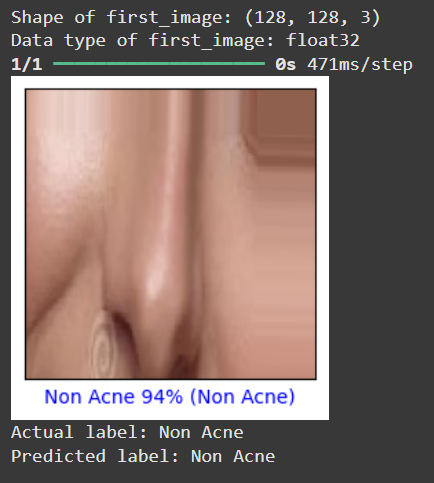 Shape of first_image: (128, 128, 3)
Data type of first_image: float32
1/1 ━━━━━━━━━━━━━━━━━━━━ 0s 471ms/step
Non Acne 94% (Non Acne)
Actual label: Non Acne
Predicted label: Non Acne